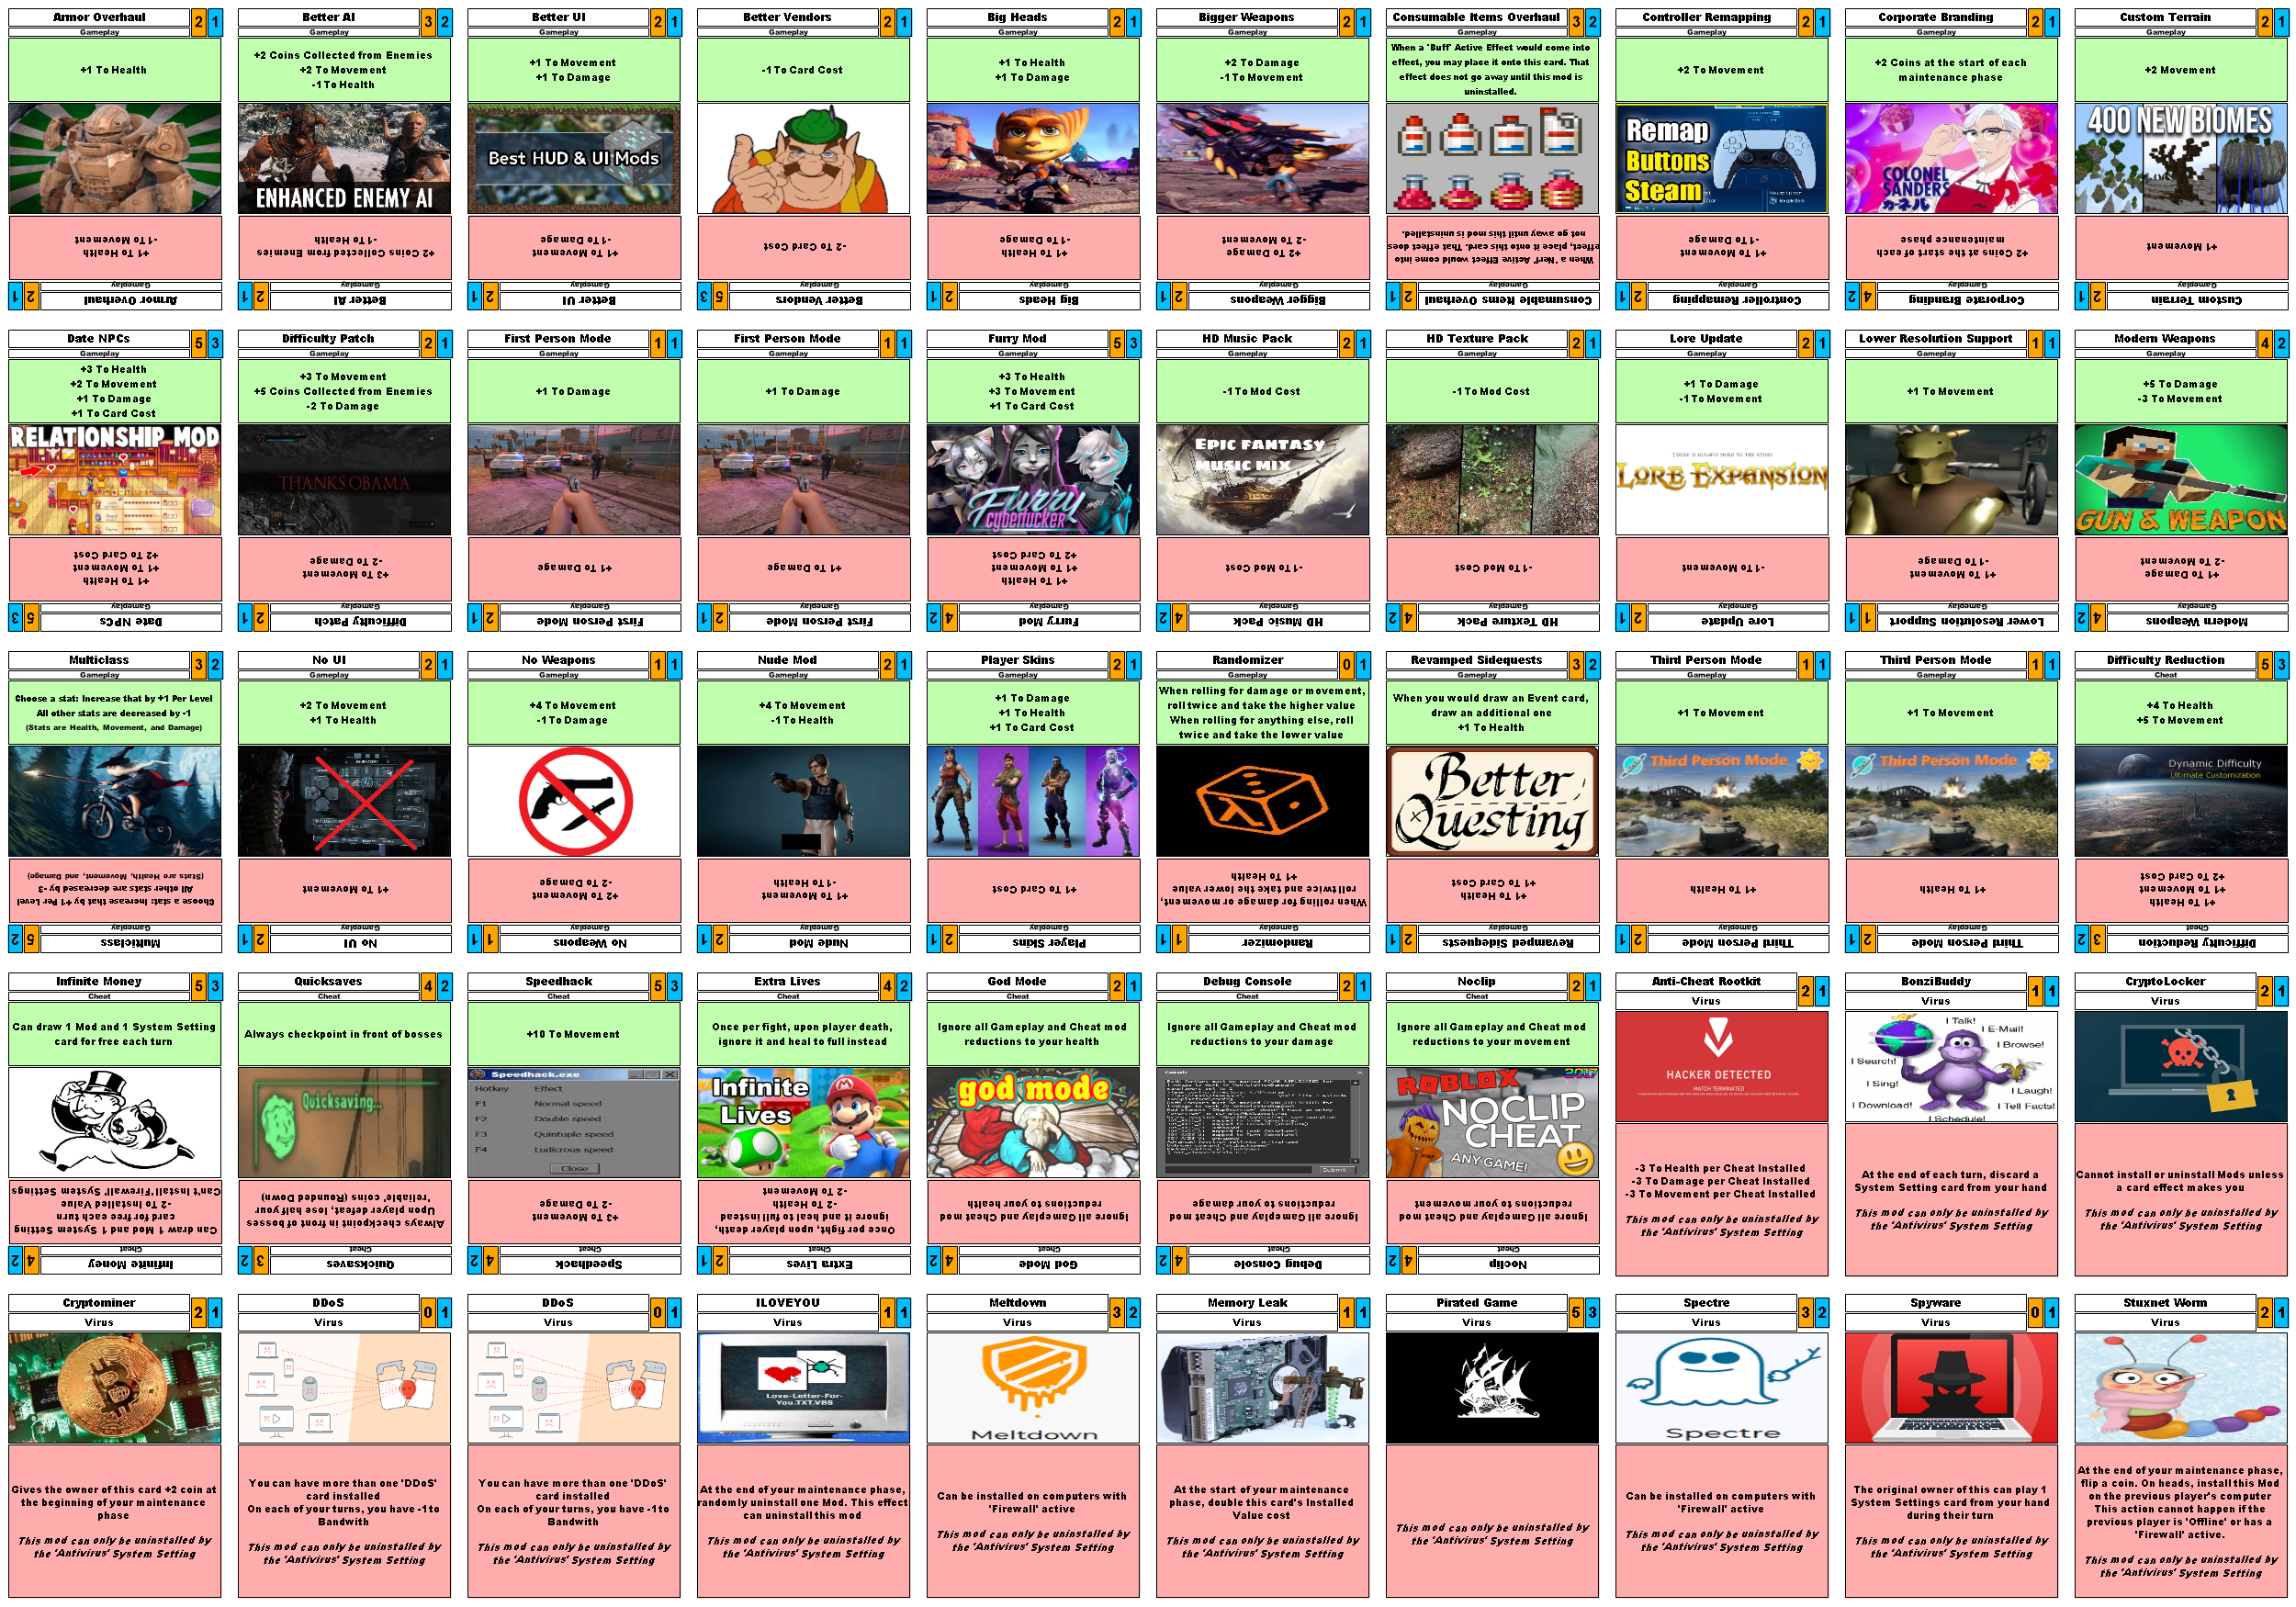 Armor Overhaul
2 1
Gameplay
+1 To Health
+1 To Health
-1 To Movement
Armor Overhaul
Gameplay
2 1
Better AI
3 2
Gameplay
+2 Coins Collected from Enemies
+2 To Movement
-1 To Health
ENHANCED ENEMY AI
+2 Coins Collected from Enemies
-1 To Health
Better AI
Gameplay
2 1
Better UI
2 1
Gameplay
+1 To Movement
+1 To Damage
Best HUD & UI Mods
+1 To Movement
-1 To Damage
Better UI
Gameplay
2 1
Better Vendors
2 1
Gameplay
-1 To Card Cost
-2 To Card Cost
Better Vendors
Gameplay
5 3
Big Heads
2 1
Gameplay
+1 To Health
+1 To Damage
+1 To Health
-1 To Damage
Big Heads
Gameplay
2 1
Bigger Weapons
2 1
Gameplay
+2 To Damage
-1 To Movement
+2 To Damage
-2 To Movement
Bigger Weapons
Gameplay
2 1
Consumable Items Overhaul
3 2
Gameplay
When a 'Buff' Active Effect would come into
effect, you may place it onto this card. That
effect does not go away until this mod is
uninstalled.
When a 'Nerf' Active Effect would come into
effect, place it onto this card. That effect does
not go away until this mod is uninstalled.
Consumable Items Overhaul
Gameplay
2 1
Controller Remapping
2 1
Gameplay
+2 To Movement
Remap
Buttons
Steam
+1 To Movement
-1 To Damage
Controller Remapping
Gameplay
2 1
Corporate Branding
2 1
Gameplay
+2 Coins at the start of each
maintenance phase
COLONEL
SANDERS
カーネル
+2 Coins at the start of each
maintenance phase
Corporate Branding
Gameplay
4 2
Custom Terrain
2 1
Gameplay
+2 Movement
400 NEW BIOMES
+1 Movement
Custom Terrain
Gameplay
2 1
Date NPCs
5 3
Gameplay
+3 To Health
+2 To Movement
+1 To Damage
+1 To Card Cost
RELATIONSHIP MOD
+1 To Health
+1 To Movement
+2 To Card Cost
Date NPCs
Gameplay
5 3
Difficulty Patch
2 1
Gameplay
+3 To Movement
+5 Coins Collected from Enemies
-2 To Damage
THANKS OBAMA
+3 To Movement
-2 To Damage
Difficulty Patch
Gameplay
2 1
First Person Mode
1 1
Gameplay
+1 To Damage
+1 To Damage
First Person Mode
Gameplay
2 1
First Person Mode
1 1
Gameplay
+1 To Damage
+1 To Damage
First Person Mode
Gameplay
2 1
Furry Mod
5 3
Gameplay
+3 To Health
+3 To Movement
+1 To Card Cost
Furry
cyberfucker
+1 To Health
+1 To Movement
+2 To Card Cost
Furry Mod
Gameplay
4 2
HD Music Pack
2 1
Gameplay
-1 To Mod Cost
EPIC FANTASY
MUSIC MIX
-1 To Mod Cost
HD Music Pack
Gameplay
4 2
HD Texture Pack
2 1
Gameplay
-1 To Mod Cost
-1 To Mod Cost
HD Texture Pack
Gameplay
4 2
Lore Update
2 1
Gameplay
+1 To Damage
-1 To Movement
THERE IS ALWAYS MORE TO THE STORY
LORE EXPANSION
-1 To Movement
Lore Update
Gameplay
2 1
Lower Resolution Support
1 1
Gameplay
+1 To Movement
+1 To Movement
-1 To Damage
Lower Resolution Support
Gameplay
1 1
Modern Weapons
4 2
Gameplay
+5 To Damage
-3 To Movement
GUN & WEAPON
+1 To Damage
-2 To Movement
Modern Weapons
Gameplay
4 2
Multiclass
3 2
Gameplay
Choose a stat: Increase that by +1 Per Level
All other stats are decreased by -1
(Stats are Health, Movement, and Damage)
Choose a stat: Increase that by +1 Per Level
All other stats are decreased by -3
(Stats are Health, Movement, and Damage)
Multiclass
Gameplay
5 2
No UI
2 1
Gameplay
+2 To Movement
+1 To Health
+1 To Movement
No UI
Gameplay
2 1
No Weapons
1 1
Gameplay
+4 To Movement
-1 To Damage
+2 To Movement
-2 To Damage
No Weapons
Gameplay
1 1
Nude Mod
2 1
Gameplay
+4 To Movement
-1 To Health
+1 To Movement
-1 To Health
Nude Mod
Gameplay
2 1
Player Skins
2 1
Gameplay
+1 To Damage
+1 To Health
+1 To Card Cost
+1 To Card Cost
Player Skins
Gameplay
2 1
Randomizer
0 1
Gameplay
When rolling for damage or movement,
roll twice and take the higher value
When rolling for anything else, roll
twice and take the lower value
When rolling for damage or movement,
roll twice and take the lower value
+1 To Health
Randomizer
Gameplay
1 1
Revamped Sidequests
3 2
Gameplay
When you would draw an Event card,
draw an additional one
+1 To Health
Better
Questing
+1 To Health
+1 To Card Cost
Revamped Sidequests
Gameplay
2 1
Third Person Mode
1 1
Gameplay
+1 To Movement
Third Person Mode
+1 To Health
Third Person Mode
Gameplay
2 1
Third Person Mode
1 1
Gameplay
+1 To Movement
Third Person Mode
+1 To Health
Third Person Mode
Gameplay
2 1
Difficulty Reduction
5 3
Cheat
+4 To Health
+5 To Movement
Dynamic Difficulty
Ultimate Customization
+1 To Health
+1 To Movement
+2 To Card Cost
Difficulty Reduction
Cheat
3 2
Infinite Money
5 3
Cheat
Can draw 1 Mod and 1 System Setting
card for free each turn
Can draw 1 Mod and 1 System Setting
card for free each turn
-2 To Installed Value
Can't Install 'Firewall' System Settings
Infinite Money
Cheat
4 2
Quicksaves
4 2
Cheat
Always checkpoint in front of bosses
Quicksaving...
Always checkpoint in front of bosses
Upon player defeat, lose half your
'reliable' coins (Rounded Down)
Quicksaves
Cheat
3 2
Speedhack
5 3
Cheat
+10 To Movement
Speedhack.exe
Hotkey Effect
F1 Normal speed
F2 Double speed
F3 Quintuple speed
F4 Ludicrous speed
Close
+3 To Movement
-2 To Damage
Speedhack
Cheat
4 2
Extra Lives
4 2
Cheat
Once per fight, upon player death,
ignore it and heal to full instead
Infinite
Lives
Once per fight, upon player death,
ignore it and heal to full instead
-2 To Health
-2 To Movement
Extra Lives
Cheat
2 1
God Mode
2 1
Cheat
Ignore all Gameplay and Cheat mod
reductions to your health
god mode
Ignore all Gameplay and Cheat mod
reductions to your health
God Mode
Cheat
4 2
Debug Console
2 1
Cheat
Ignore all Gameplay and Cheat mod
reductions to your damage
Submit
Ignore all Gameplay and Cheat mod
reductions to your damage
Debug Console
Cheat
4 2
Noclip
2 1
Cheat
Ignore all Gameplay and Cheat mod
reductions to your movement
ROBLOX
2017
NOCLIP
CHEAT
ANY GAME!
Ignore all Gameplay and Cheat mod
reductions to your movement
Noclip
Cheat
4 2
Anti-Cheat Rootkit
2 1
Virus
HACKER DETECTED
MATCH TERMINATED
-3 To Health per Cheat Installed
-3 To Damage per Cheat Installed
-3 To Movement per Cheat Installed
This mod can only be uninstalled by
the 'Antivirus' System Setting
BonziBuddy
1 1
Virus
I Talk!
I E-Mail!
I Browse!
I Search!
I Sing!
I Laugh!
I Download!
I Tell Facts!
I Schedule!
At the end of each turn, discard a
System Setting card from your hand
This mod can only be uninstalled by
the 'Antivirus' System Setting
CryptoLocker
2 1
Virus
Cannot install or uninstall Mods unless
a card effect makes you
This mod can only be uninstalled by
the 'Antivirus' System Setting
Cryptominer
2 1
Virus
Gives the owner of this card +2 coin at
the beginning of your maintenance
phase
This mod can only be uninstalled by
the 'Antivirus' System Setting
DDoS
0 1
Virus
You can have more than one 'DDoS'
card installed
On each of your turns, you have -1 to
Bandwith
This mod can only be uninstalled by
the 'Antivirus' System Setting
DDoS
0 1
Virus
You can have more than one 'DDoS'
card installed
On each of your turns, you have -1 to
Bandwith
This mod can only be uninstalled by
the 'Antivirus' System Setting
ILOVEYOU
1 1
Virus
Love-Letter-For-
You.TXT.VBS
At the end of your maintenance phase,
randomly uninstall one Mod. This effect
can uninstall this mod
This mod can only be uninstalled by
the 'Antivirus' System Setting
Meltdown
3 2
Virus
Meltdown
Can be installed on computers with
'Firewall' active
This mod can only be uninstalled by
the 'Antivirus' System Setting
Memory Leak
1 1
Virus
At the start of your maintenance
phase, double this card's Installed
Value cost
This mod can only be uninstalled by
the 'Antivirus' System Setting
Pirated Game
5 3
Virus
This mod can only be uninstalled by
the 'Antivirus' System Setting
Spectre
3 2
Virus
Spectre
Can be installed on computers with
'Firewall' active
This mod can only be uninstalled by
the 'Antivirus' System Setting
Spyware
0 1
Virus
The original owner of this can play 1
System Settings card from your hand
during their turn
This mod can only be uninstalled by
the 'Antivirus' System Setting
Stuxnet Worm
2 1
Virus
At the end of your maintenance phase,
flip a coin. On heads, install this Mod
on the previous player's computer
This action cannot happen if the
previous player is 'Offline' or has a
'Firewall' active.
This mod can only be uninstalled by
the 'Antivirus' System Setting